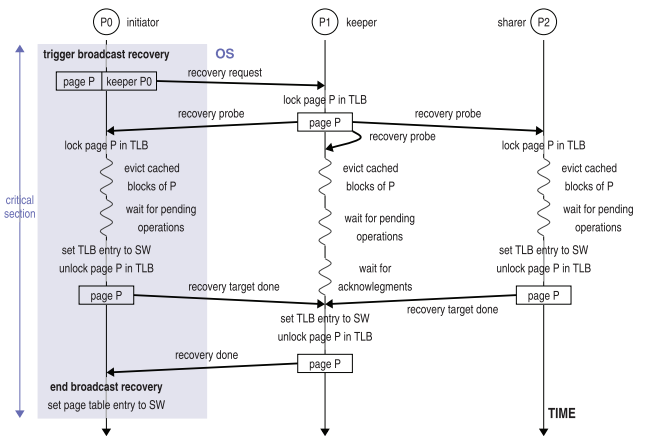 P0 initiator P1 keeper sharer P2
trigger broadcast recovery OS
page P keeper P0
recovery request
lock page P in TLB
recovery probe
page P
recovery probe
recovery probe
lock page P in TLB
evict cached
blocks of P
wait for pending
operations
evict cached
blocks of P
wait for pending
operations
wait for
acknowlegments
lock page P in TLB
evict cached
blocks of P
wait for pending
operations
critical
section
set TLB entry to SW
unlock page P in TLB
set TLB entry to SW
unlock page P in TLB
page P
recovery target done
page P
recovery target done
set TLB entry to SW
unlock page P in TLB
recovery done
page P
end broadcast recovery
set page table entry to SW
TIME